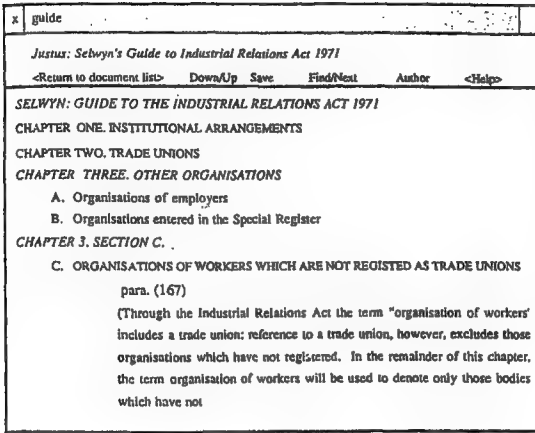 x guide
Justus: Selwyn's Guide to Industrial Relations Act 1971
<Return to document list> Down/Up Save Find/Next Author <Help>
SELWYN: GUIDE TO THE INDUSTRIAL RELATIONS ACT 1971
CHAPTER ONE. INSTITUTIONAL ARRANGEMENTS
CHAPTER TWO. TRADE UNIONS
CHAPTER THREE. OTHER ORGANISATIONS
A. Organisations of employers
B. Organisations entered in the Special Register
CHAPTER 3. SECTION C.
C. ORGANISATIONS OF WORKERS WHICH ARE NOT REGISTED AS TRADE UNIONS
para. (167)
(Through the Industrial Relations Act the term "organisation of workers'
includes a trade union; reference to a trade union, however, excludes those
organisations which have not registered. In the remainder of this chapter,
the term organisation of workers will be used to denote only those bodies
which have not